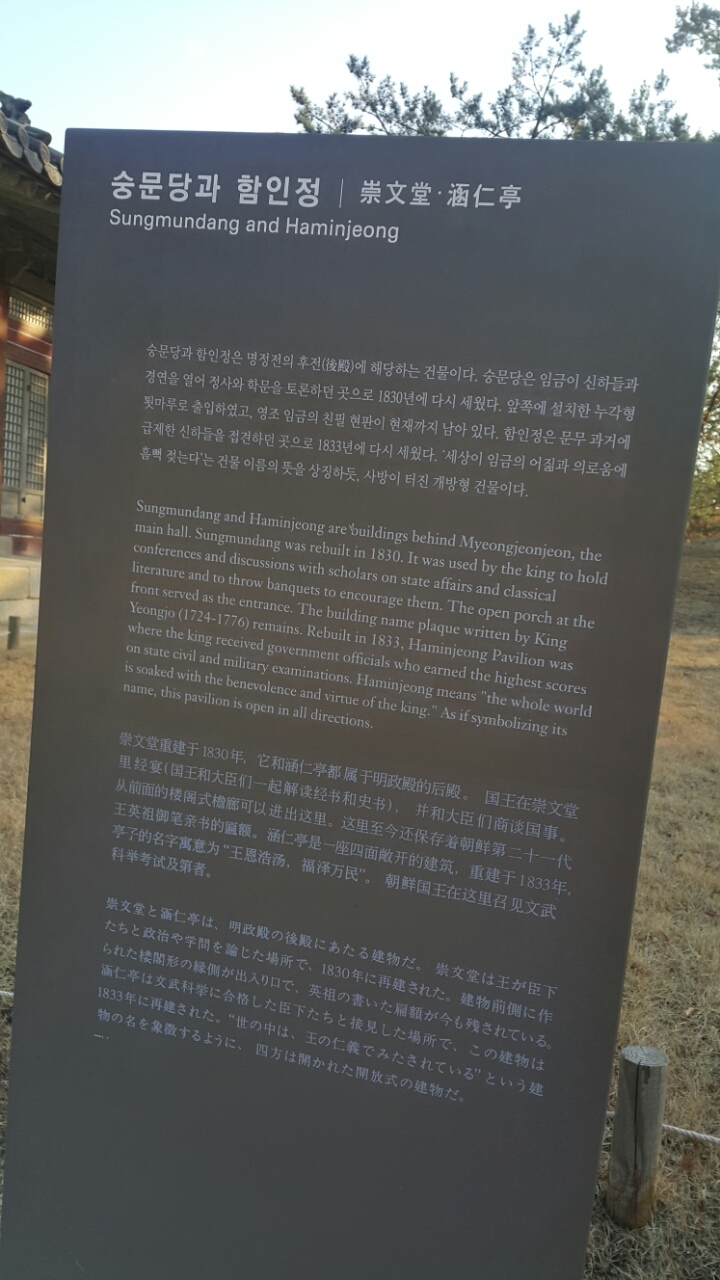 숭문당과 함인정 | 崇文堂·涵仁亭
Sungmundang and Haminjeong
숭문당과 함인정은 명정전의 후전(後殿)에 해당하는 건물이다. 숭문당은 임금이 신하들과
경연을 열어 정사와 학문을 토론하던 곳으로 1830년에 다시 세웠다. 앞쪽에 설치한 누각형
툇마루로 출입하였고, 영조 임금의 친필 현판이 현재까지 남아 있다. 함인정은 문무 과거에
급제한 신하들을 접견하던 곳으로 1833년에 다시 세웠다. '세상이 임금의 어짊과 의로움에
흠뻑 젖는다'는 건물 이름의 뜻을 상징하듯, 사방이 터진 개방형 건물이다.
Sungmundang and Haminjeong are buildings behind Myeongjeonjeon, the
main hall. Sungmundang was rebuilt in 1830. It was used by the king to hold
conferences and discussions with scholars on state affairs and classical
literature and to throw banquets to encourage them. The open porch at the
front served as the entrance. The building name plaque written by King
Yeongjo (1724-1776) remains. Rebuilt in 1833, Haminjeong Pavilion was
where the king received government officials who earned the highest scores
on state civil and military examinations. Haminjeong means "the whole world
is soaked with the benevolence and virtue of the king." As if symbolizing its
name, this pavilion is open in all directions.
崇文堂重建于1830年, 它和涵仁亭都属于明政殿的后殿。 国王在崇文堂
里经宴(国王和大臣们一起解读经书和史书), 并和大臣们商谈国事。
从前面的楼阁式檐廊可以进出这里。这里至今还保存着朝鲜第二十一代
王英祖御笔亲书的匾额。涵仁亭是一座四面敞开的建筑, 重建于1833年,
亭子的名字寓意为“王恩浩汤, 福泽万民”。 朝鲜国王在这里召见文武
科举考试及第者。
崇文堂と涵仁亭は、明政殿の後殿にあたる建物だ。 崇文堂は王が臣下
たちと政治や学問を論じた場所で、1830年に再建された。建物前側に作
られた楼閣形の縁側が出入り口で、英祖の書いた扁額が今も残されている。
涵仁亭は文武科挙に合格した臣下たちと接見した場所で、この建物は
1833年に再建された。“世の中は、王の仁義でみたされている”という建
物の名を象徴するように、 四方は開かれた開放式の建物だ。